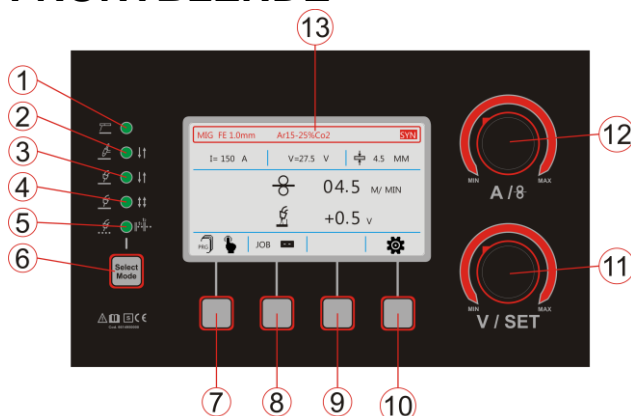 13
1
2
3
4
5
6
MIG FE 1.0mm Ar15-25%Co2 SYN
I= 150 A V=27.5 V 4.5 MM
04.5 M/ MIN
+0.5 V
PRG JOB --
Select
Mode
MIN MAX
A /
12
MIN MAX
V / SET
11
7
8
9
10